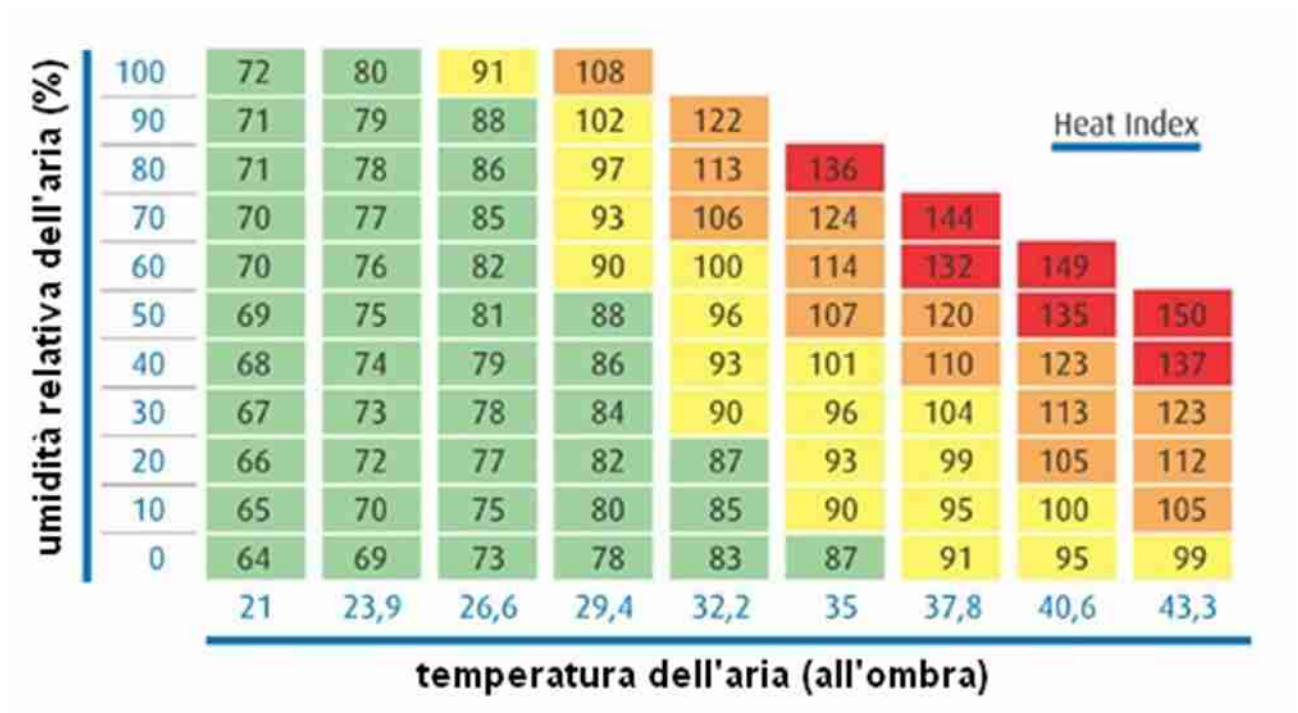 umidità relativa dell'aria (%)
Heat Index
100 72 80 91 108
90 71 79 88 102 122
80 71 78 86 97 113 136
70 70 77 85 93 106 124 144
60 70 76 82 90 100 114 132 149
50 69 75 81 88 96 107 120 135 150
40 68 74 79 86 93 101 110 123 137
30 67 73 78 84 90 96 104 113 123
20 66 72 77 82 87 93 99 105 112
10 65 70 75 80 85 90 95 100 105
0 64 69 73 78 83 87 91 95 99
21 23,9 26,6 29,4 32,2 35 37,8 40,6 43,3
temperatura dell'aria (all'ombra)